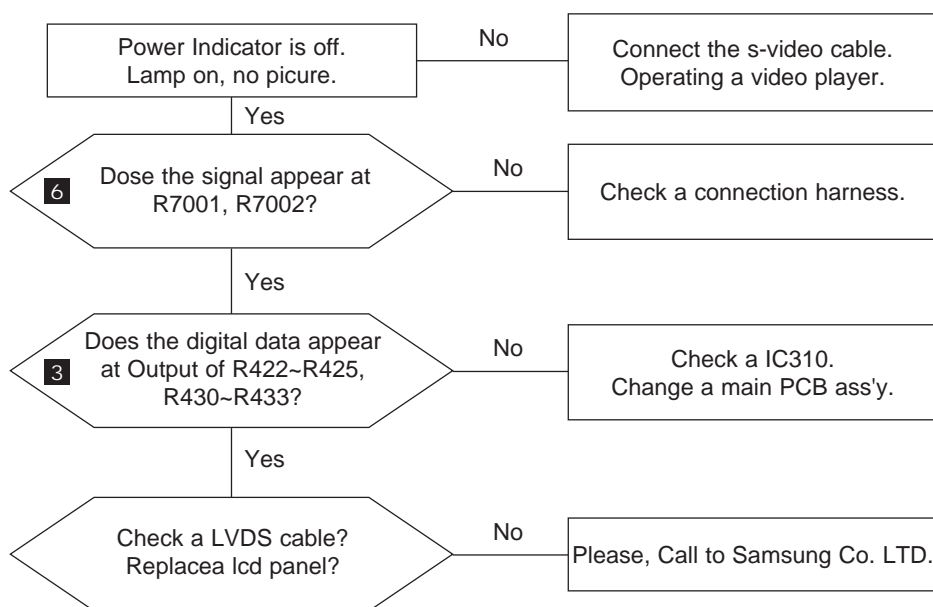 Power Indicator is off.
Lamp on, no picure.
No
Connect the s-video cable.
Operating a video player.
Yes
6
Dose the signal appear at
R7001, R7002?
No
Check a connection harness.
Yes
3
Does the digital data appear
at Output of R422~R425,
R430~R433?
No
Check a IC310.
Change a main PCB ass'y.
Yes
Check a LVDS cable?
Replacea lcd panel?
No
Please, Call to Samsung Co. LTD.